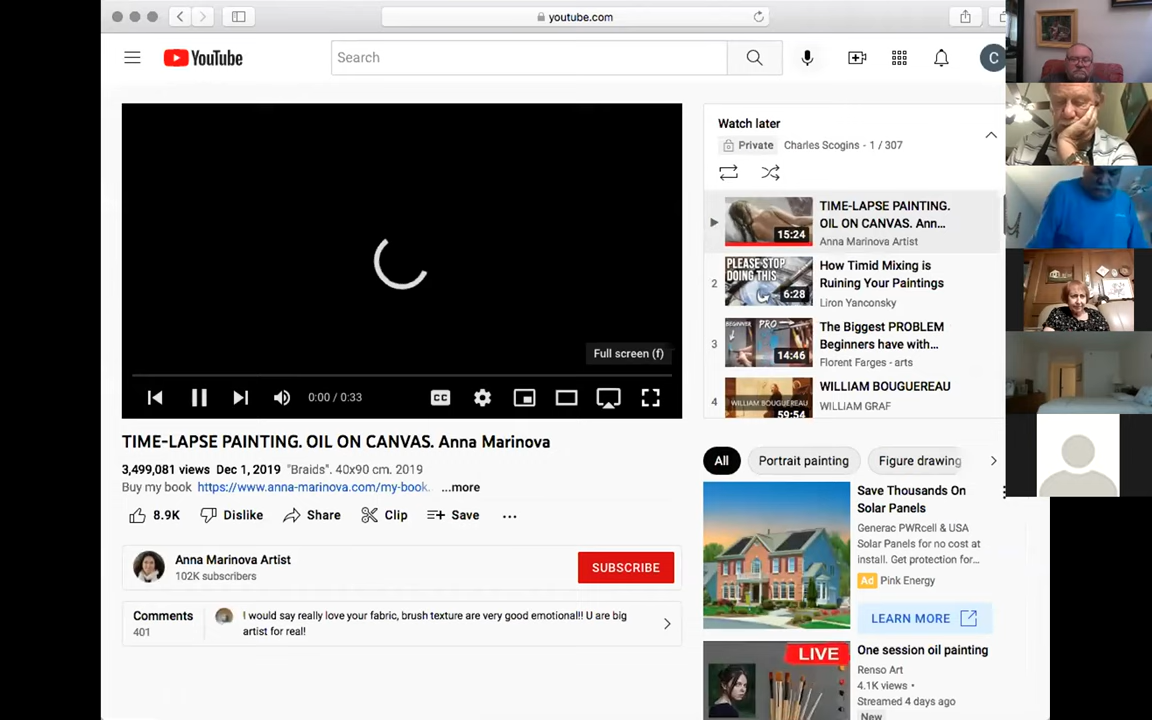 youtube.com
YouTube
Search
C
Full screen (f)
0:00 / 0:33
CC
TIME-LAPSE PAINTING. OIL ON CANVAS. Anna Marinova
3,499,081 views Dec 1, 2019 "Braids". 40x90 cm. 2019
Buy my book https://www.anna-marinova.com/my-book. ...more
8.9K
Dislike
Share
Clip
Save
Anna Marinova Artist
102K subscribers
SUBSCRIBE
Comments
401
I would say really love your fabric, brush texture are very good emotional!! U are big
artist for real!
Watch later
Private Charles Scogins - 1 / 307
15:24
TIME-LAPSE PAINTING.
OIL ON CANVAS. Ann...
Anna Marinova Artist
2
PLEASE STOP
DOING THIS
6:28
How Timid Mixing is
Ruining Your Paintings
Liron Yanconsky
3
BEGINNER PRO
14:46
The Biggest PROBLEM
Beginners have with...
Florent Farges - arts
4
WILLIAM BOUGUEREAU
59:54
WILLIAM BOUGUEREAU
WILLIAM GRAF
All
Portrait painting
Figure drawing
Save Thousands On
Solar Panels
Generac PWRcell & USA
Solar Panels for no cost at
install. Get protection for...
Ad Pink Energy
LEARN MORE
LIVE
One session oil painting
Renso Art
4.1K views •
Streamed 4 days ago
New